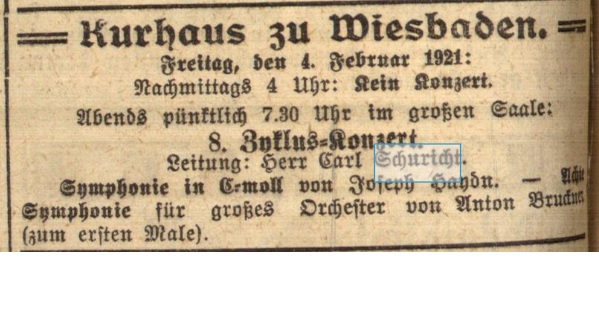 Kurhaus zu Wiesbaden.
Freitag, den 4. Februar 1921:
Nachmittags 4 Uhr: Kein Konzert.
Abends pünktlich 7.30 Uhr im großen Saale:
8. Zyklus-Konzert.
Leitung: Herr Carl Schuricht.
Symphonie in C-moll von Joseph Haydn. — Achte
Symphonie für großes Orchester von Anton Bruckner
(zum ersten Male).